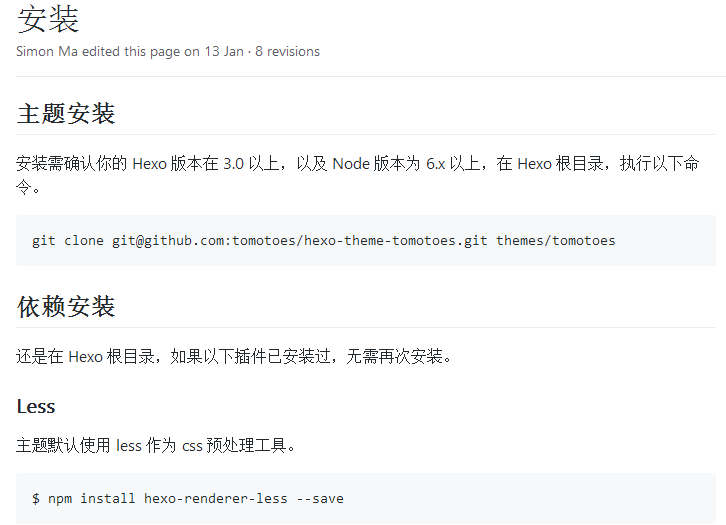 安装
Simon Ma edited this page on 13 Jan · 8 revisions
主题安装
安装需确认你的 Hexo 版本在 3.0 以上，以及 Node 版本为 6.x 以上，在 Hexo 根目录，执行以下命
令。
git clone git@github.com:tomotoes/hexo-theme-tomotoes.git themes/tomotoes
依赖安装
还是在 Hexo 根目录，如果以下插件已安装过，无需再次安装。
Less
主题默认使用 less 作为 css 预处理工具。
$ npm install hexo-renderer-less --save